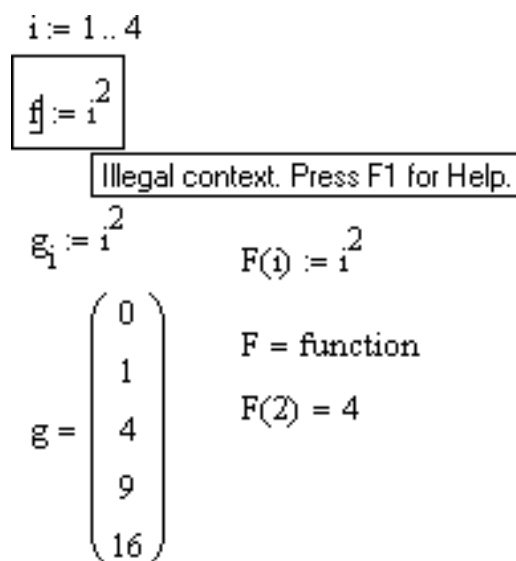 i := 1 .. 4
f := i²
Illegal context. Press F1 for Help.
gᵢ := i²
F(i) := i²
F = function
F(2) = 4
g =
0
1
4
9
16